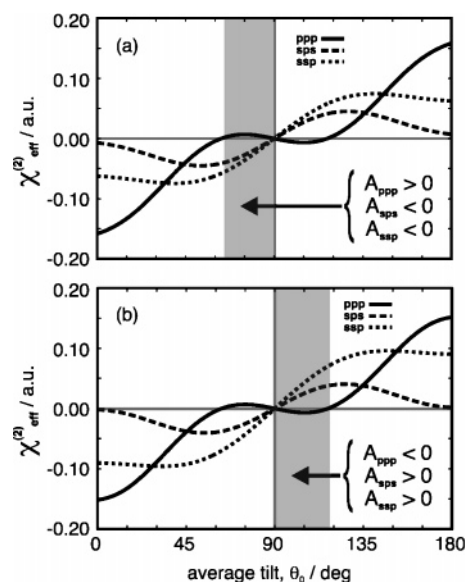 (a)
ppp
sps
ssp
0.20
0.10
0.00
-0.10
-0.20
χ(2)eff / a.u.
Appp > 0
Asps < 0
Assp < 0
(b)
ppp
sps
ssp
0.20
0.10
0.00
-0.10
-0.20
χ(2)eff / a.u.
Appp < 0
Asps > 0
Assp > 0
0 45 90 135 180
average tilt, θ0 / deg